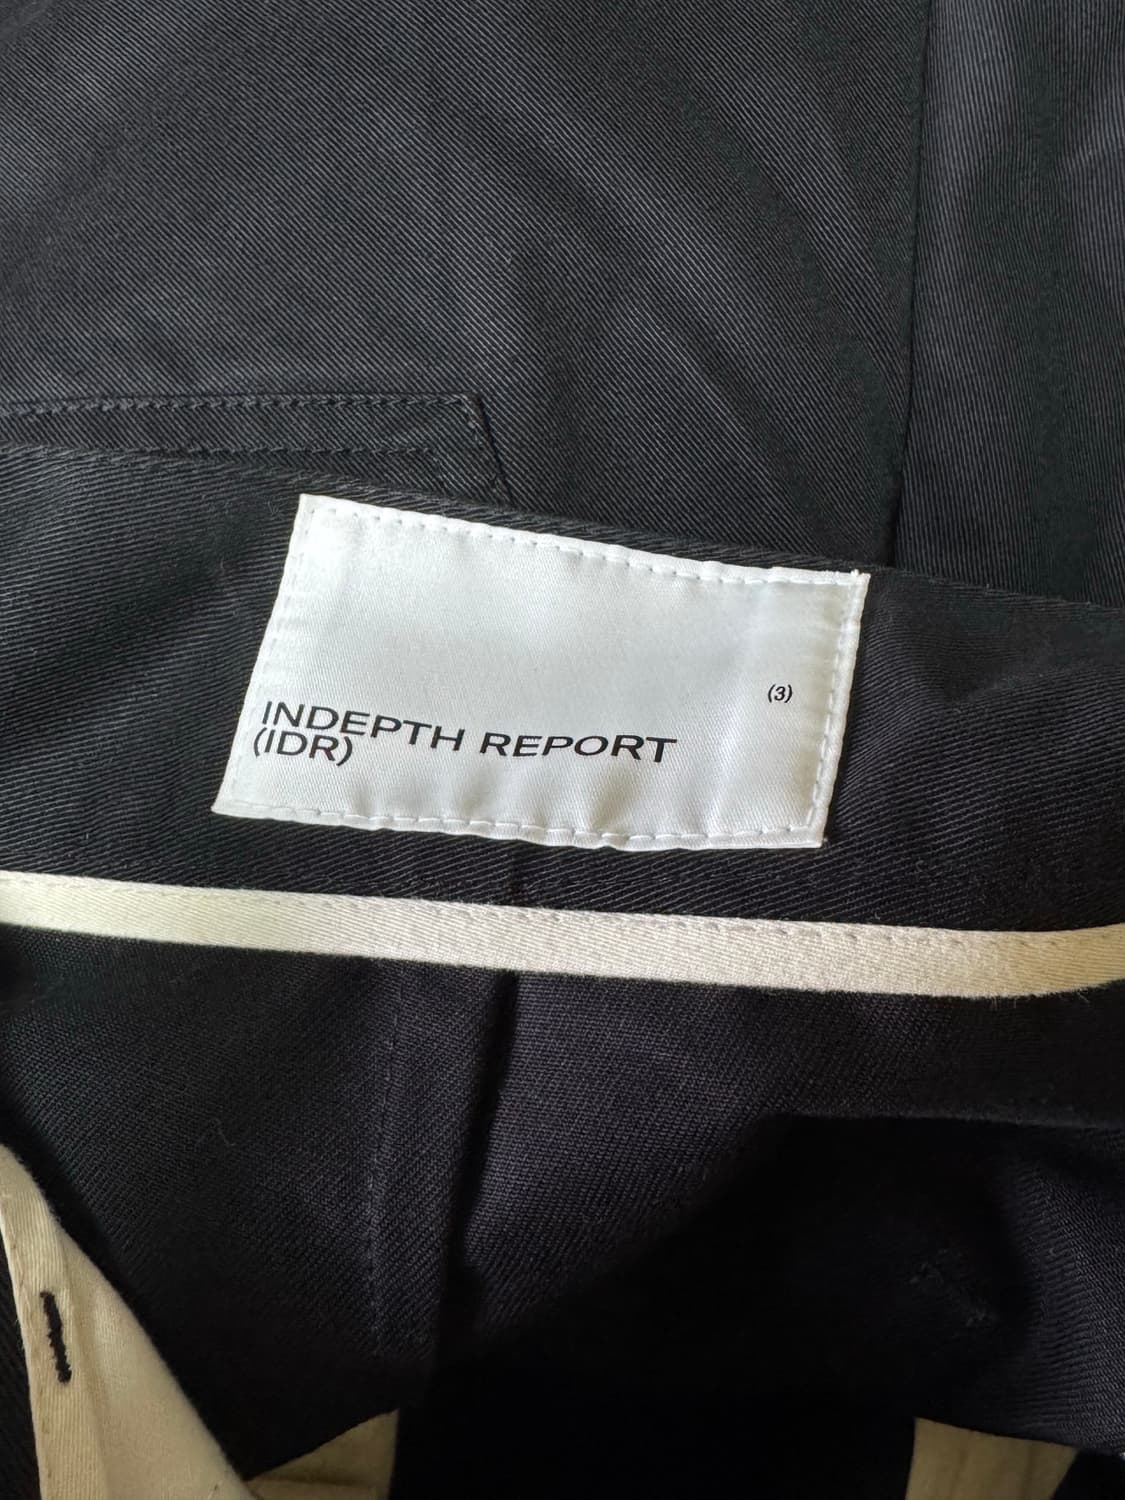 (3)
INDEPTH REPORT
(IDR)